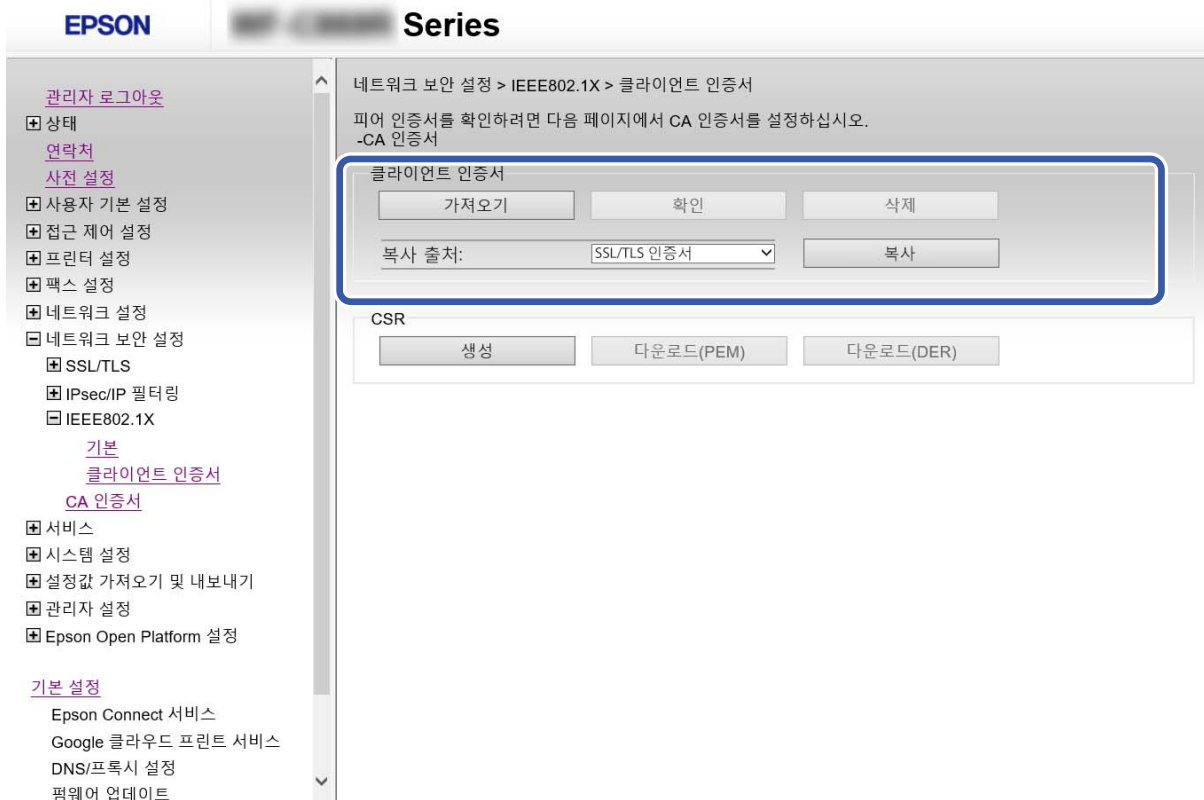 EPSON
Series
관리자 로그아웃
상태
연락처
사전 설정
사용자 기본 설정
접근 제어 설정
프린터 설정
팩스 설정
네트워크 설정
네트워크 보안 설정
SSL/TLS
IPsec/IP 필터링
IEEE802.1X
기본
클라이언트 인증서
CA 인증서
서비스
시스템 설정
설정값 가져오기 및 내보내기
관리자 설정
Epson Open Platform 설정
기본 설정
Epson Connect 서비스
Google 클라우드 프린트 서비스
DNS/프록시 설정
펌웨어 업데이트
네트워크 보안 설정 > IEEE802.1X > 클라이언트 인증서
피어 인증서를 확인하려면 다음 페이지에서 CA 인증서를 설정하십시오.
-CA 인증서
클라이언트 인증서
가져오기 확인 삭제
복사 출처: SSL/TLS 인증서 복사
CSR
생성 다운로드(PEM) 다운로드(DER)